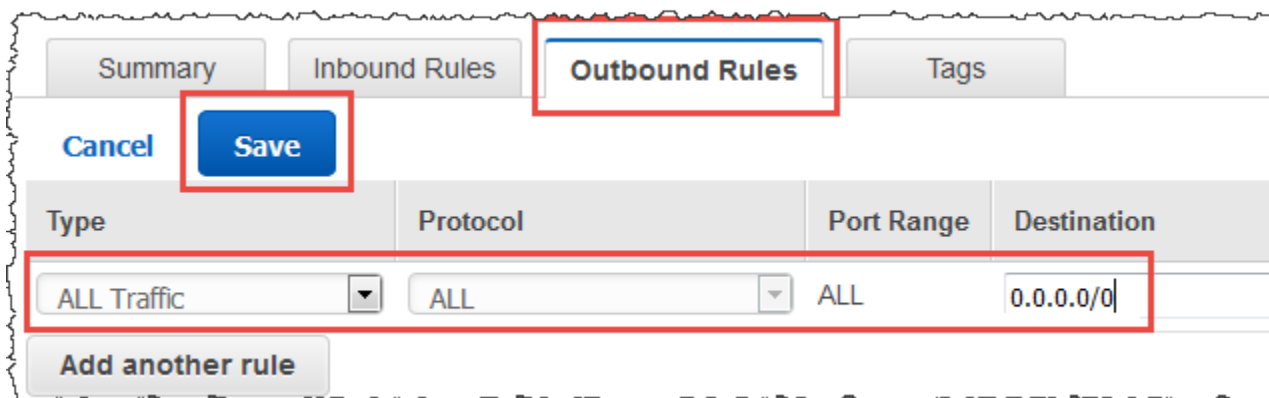 Summary Inbound Rules Outbound Rules Tags
Cancel Save
Type Protocol Port Range Destination
ALL Traffic ALL ALL 0.0.0.0/0
Add another rule